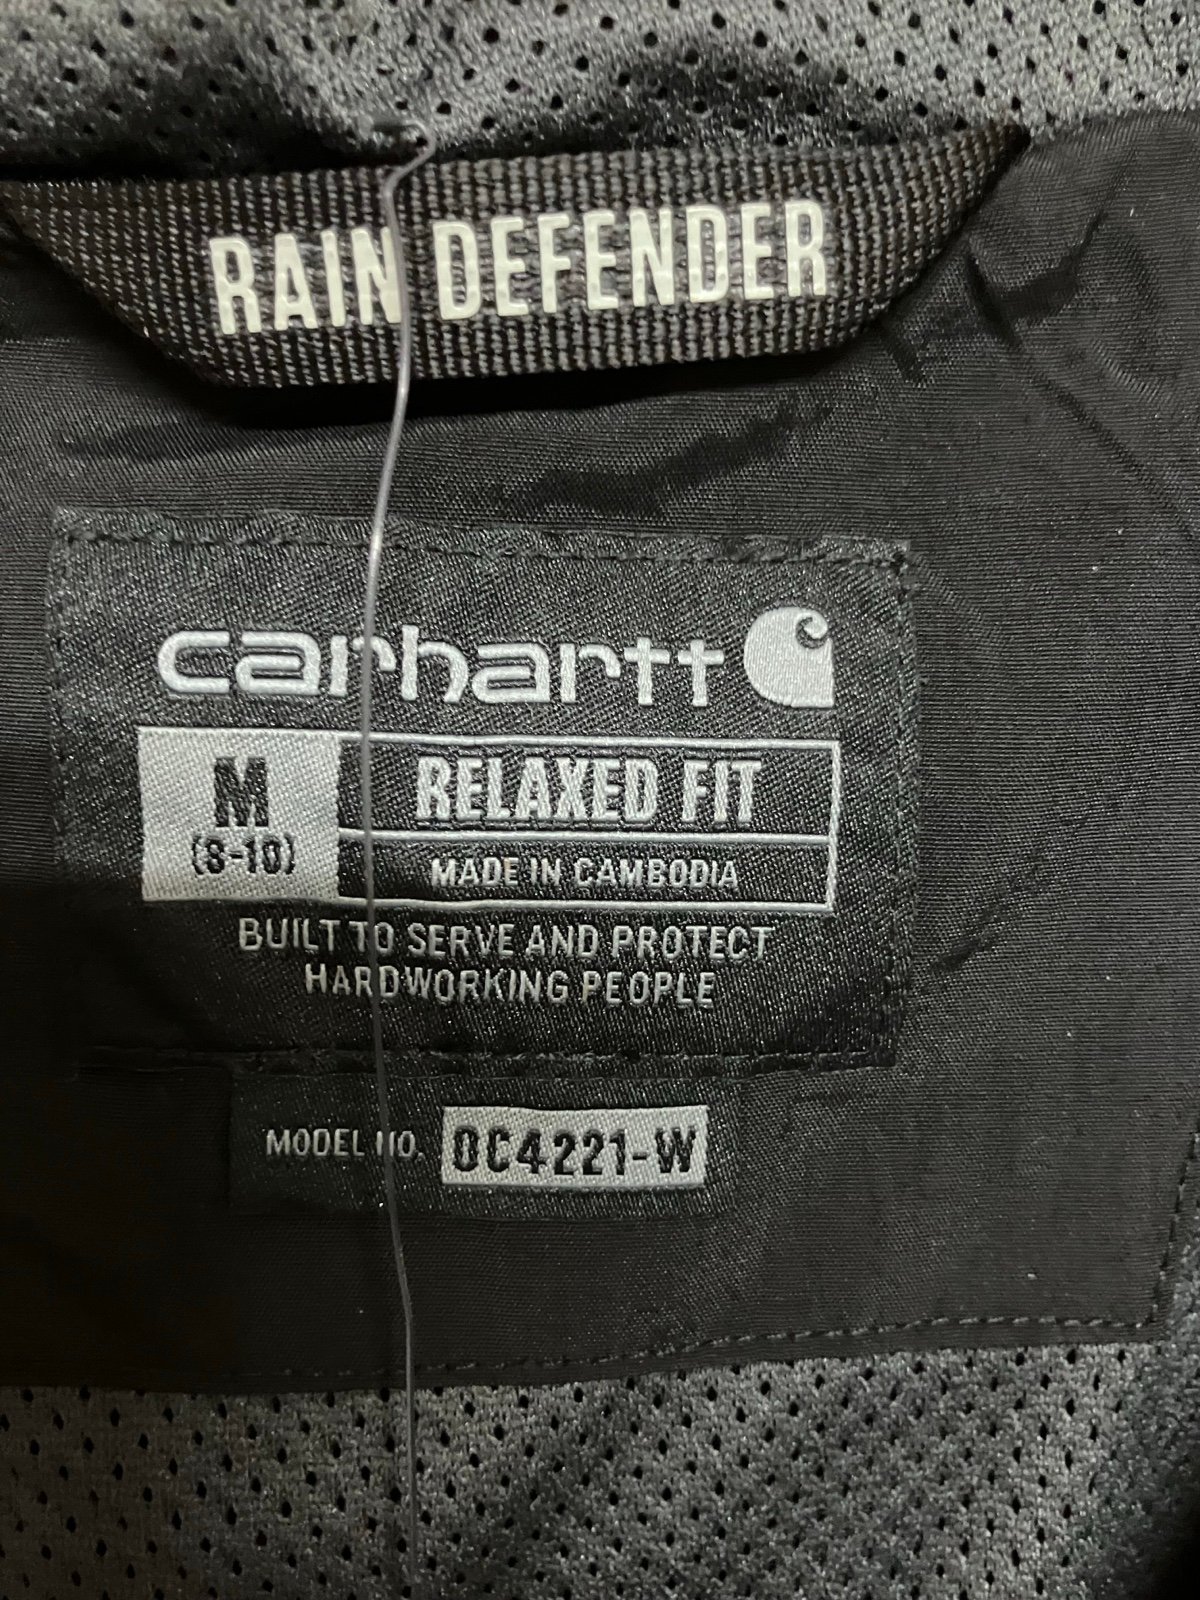 RAIN DEFENDER
carhartt
M
(8-10)
RELAXED FIT
MADE IN CAMBODIA
BUILT TO SERVE AND PROTECT
HARDWORKING PEOPLE
MODEL NO. OC4221-W